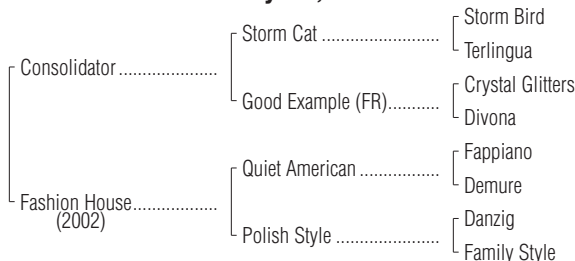 Storm Bird
Storm Cat ........................
Terlingua
Consolidator ....................
Crystal Glitters
Good Example (FR)...........
Divona
Fappiano
Quiet American .................
Demure
Fashion House.................
(2002)
Danzig
Polish Style .....................
Family Style